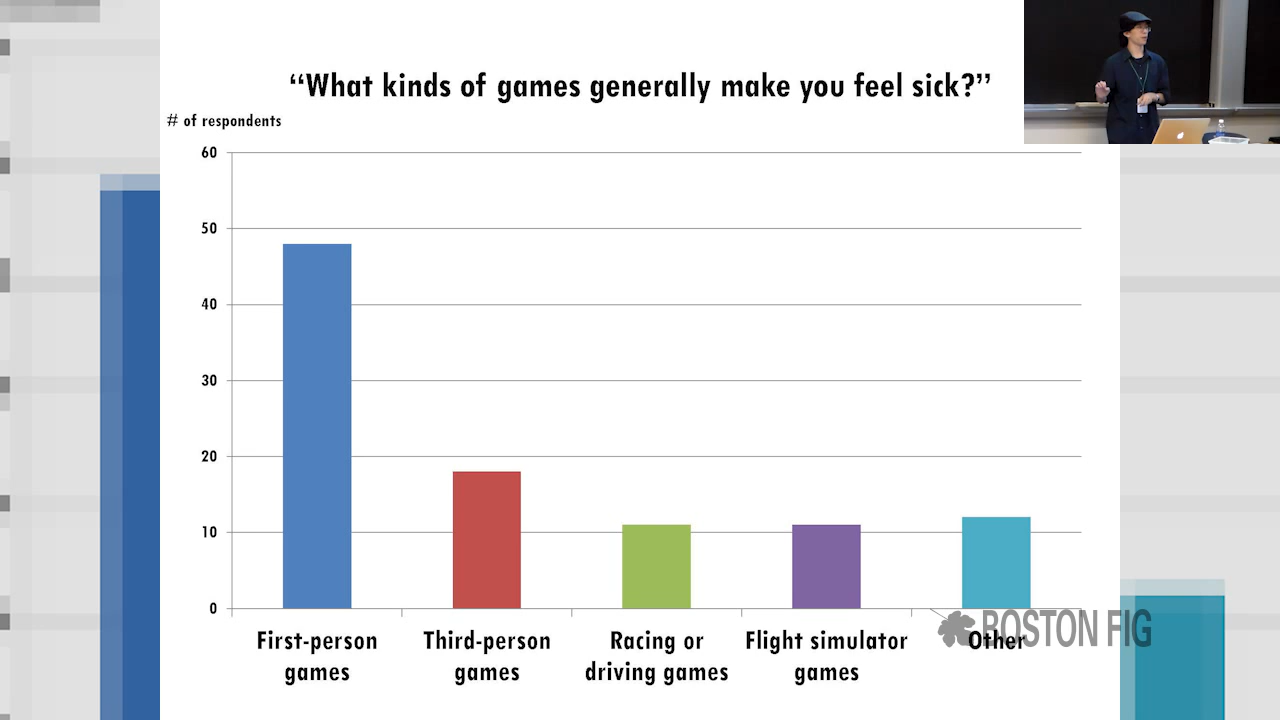 “What kinds of games generally make you feel sick?”
# of respondents
60
50
40
30
20
10
0
First-person
games
Third-person
games
Racing or
driving games
Flight simulator
games
Other
BOSTON FIG